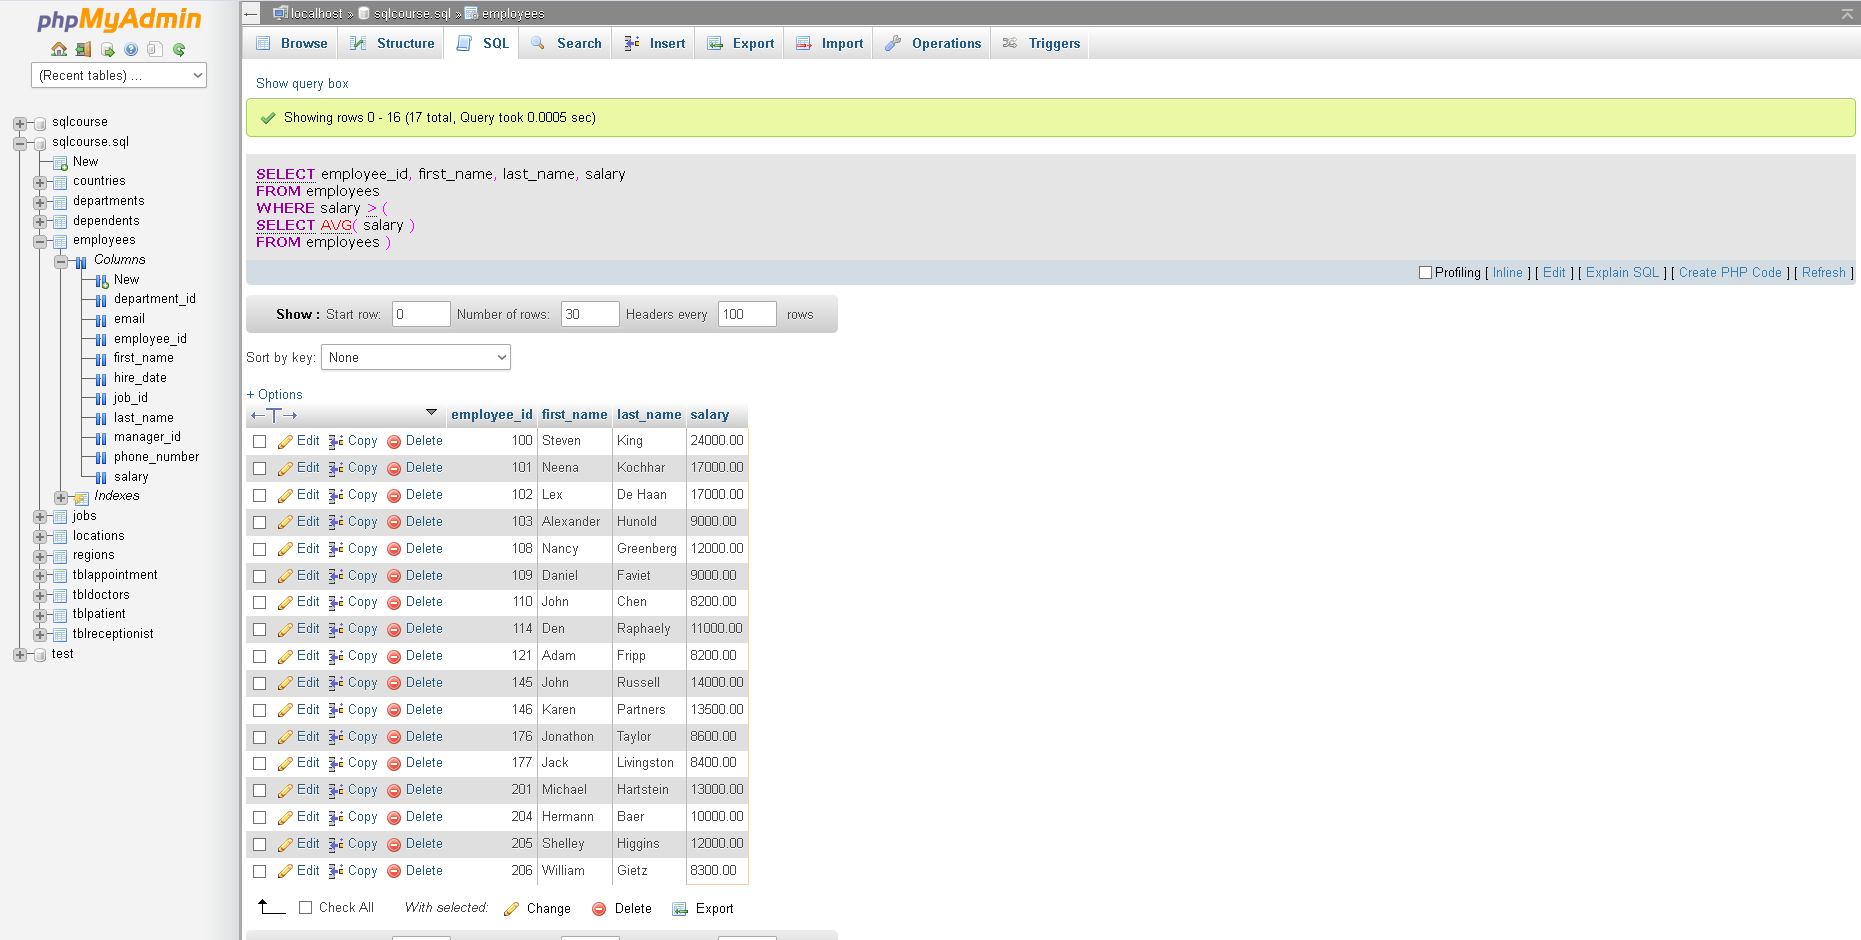 phpMyAdmin
(Recent tables) ...
sqlcourse
sqlcourse.sql
New
countries
departments
dependents
employees
Columns
New
department_id
email
employee_id
first_name
hire_date
job_id
last_name
manager_id
phone_number
salary
Indexes
jobs
locations
regions
tblappointment
tbldoctors
tblpatient
tblreceptionist
test
localhost » sqlcourse.sql » employees
Browse Structure SQL Search Insert Export Import Operations Triggers
Show query box
Showing rows 0 - 16 (17 total, Query took 0.0005 sec)
SELECT employee_id, first_name, last_name, salary
FROM employees
WHERE salary > (
SELECT AVG( salary )
FROM employees )
Profiling [ Inline ] [ Edit ] [ Explain SQL ] [ Create PHP Code ] [ Refresh ]
Show : Start row: 0 Number of rows: 30 Headers every 100 rows
Sort by key: None
+ Options
←T→ employee_id first_name last_name salary
Edit Copy Delete 100 Steven King 24000.00
Edit Copy Delete 101 Neena Kochhar 17000.00
Edit Copy Delete 102 Lex De Haan 17000.00
Edit Copy Delete 103 Alexander Hunold 9000.00
Edit Copy Delete 108 Nancy Greenberg 12000.00
Edit Copy Delete 109 Daniel Faviet 9000.00
Edit Copy Delete 110 John Chen 8200.00
Edit Copy Delete 114 Den Raphaely 11000.00
Edit Copy Delete 121 Adam Fripp 8200.00
Edit Copy Delete 145 John Russell 14000.00
Edit Copy Delete 146 Karen Partners 13500.00
Edit Copy Delete 176 Jonathon Taylor 8600.00
Edit Copy Delete 177 Jack Livingston 8400.00
Edit Copy Delete 201 Michael Hartstein 13000.00
Edit Copy Delete 204 Hermann Baer 10000.00
Edit Copy Delete 205 Shelley Higgins 12000.00
Edit Copy Delete 206 William Gietz 8300.00
Check All With selected: Change Delete Export